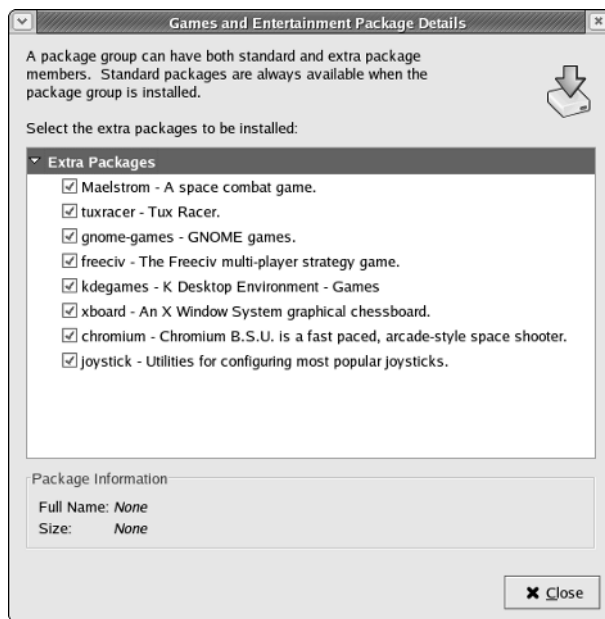 Games and Entertainment Package Details
A package group can have both standard and extra package
members. Standard packages are always available when the
package group is installed.
Select the extra packages to be installed:
Extra Packages
Maelstrom - A space combat game.
tuxracer - Tux Racer.
gnome-games - GNOME games.
freeciv - The Freeciv multi-player strategy game.
kdegames - K Desktop Environment - Games
xboard - An X Window System graphical chessboard.
chromium - Chromium B.S.U. is a fast paced, arcade-style space shooter.
joystick - Utilities for configuring most popular joysticks.
Package Information
Full Name: None
Size: None
Close